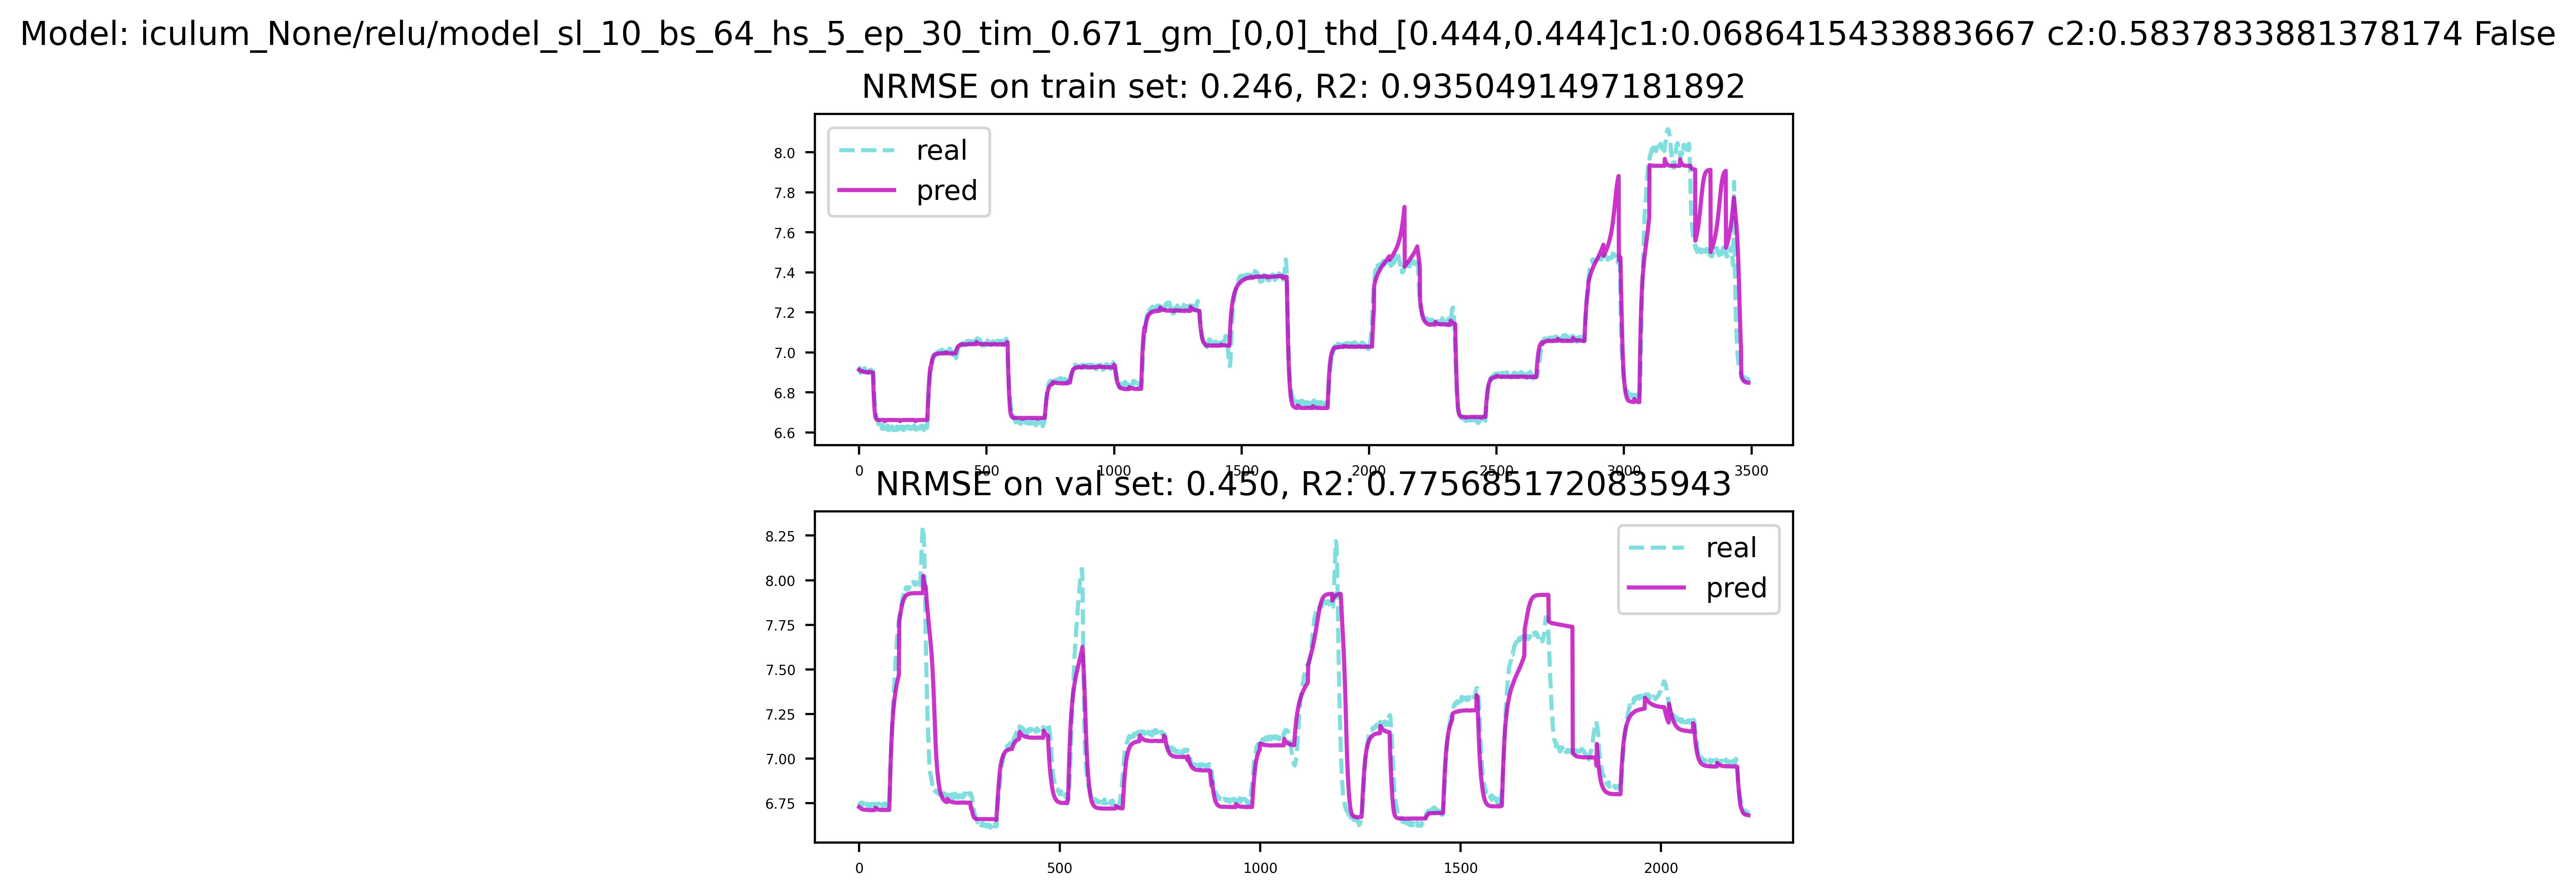 Model: iculum_None/relu/model_sl_10_bs_64_hs_5_ep_30_tim_0.671_gm_[0,0]_thd_[0.444,0.444]c1:0.0686415433883667 c2:0.5837833881378174 False
NRMSE on train set: 0.246, R2: 0.9350491497181892
real
pred
8.0
7.8
7.6
7.4
7.2
7.0
6.8
6.6
0 500 1000 1500 2000 2500 3000 3500
NRMSE on val set: 0.450, R2: 0.7756851720835943
real
pred
8.25
8.00
7.75
7.50
7.25
7.00
6.75
0 500 1000 1500 2000